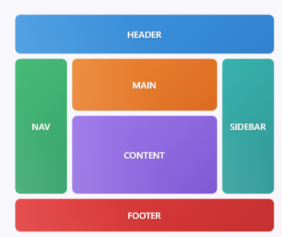 HEADER
NAV
MAIN
CONTENT
SIDEBAR
FOOTER